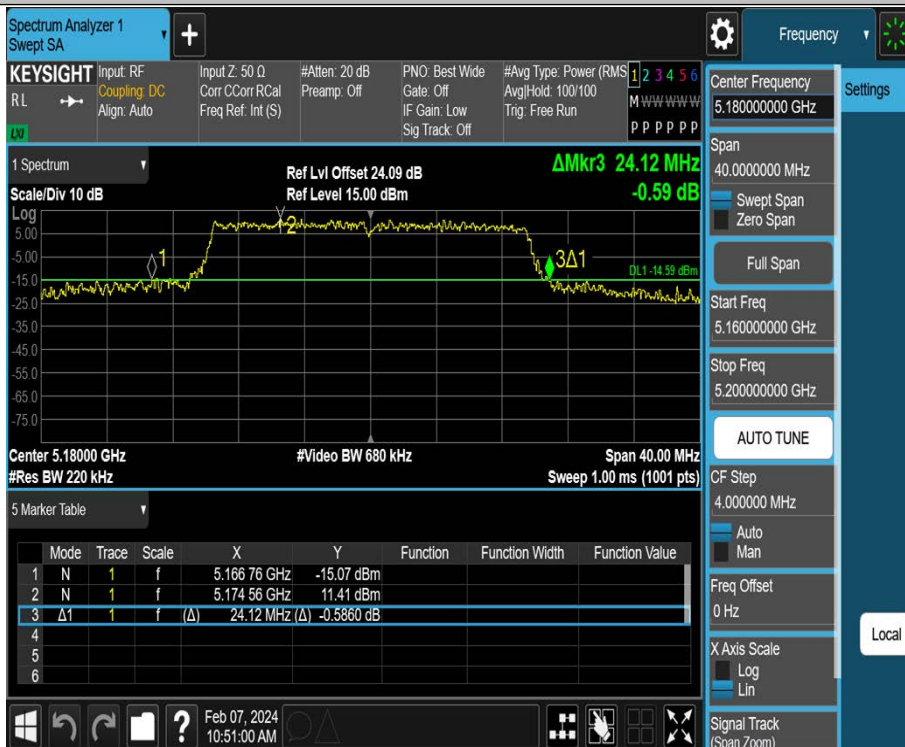 Spectrum Analyzer 1
Swept SA
+
Frequency
KEYSIGHT
RL
LXI
Input: RF
Coupling: DC
Align: Auto
Input Z: 50 Ω
Corr CCorr RCal
Freq Ref: Int (S)
#Atten: 20 dB
Preamp: Off
PNO: Best Wide
Gate: Off
IF Gain: Low
Sig Track: Off
#Avg Type: Power (RMS
Avg|Hold: 100/100
Trig: Free Run
1 2 3 4 5 6
M W W W W W
P P P P P P
1 Spectrum
Scale/Div 10 dB
Ref Lvl Offset 24.09 dB
Ref Level 15.00 dBm
ΔMkr3 24.12 MHz
-0.59 dB
Log
5.00
-5.00
-15.0
-25.0
-35.0
-45.0
-55.0
-65.0
-75.0
1
2
3Δ1
DL1 -14.59 dBm
Center 5.18000 GHz
#Video BW 680 kHz
Span 40.00 MHz
#Res BW 220 kHz
Sweep 1.00 ms (1001 pts)
5 Marker Table
Mode Trace Scale X Y Function Function Width Function Value
1 N 1 f 5.166 76 GHz -15.07 dBm
2 N 1 f 5.174 56 GHz 11.41 dBm
3 Δ1 1 f (Δ) 24.12 MHz (Δ) -0.5860 dB
4
5
6
?
Feb 07, 2024
10:51:00 AM
Center Frequency
5.180000000 GHz
Settings
Span
40.0000000 MHz
Swept Span
Zero Span
Full Span
Start Freq
5.160000000 GHz
Stop Freq
5.200000000 GHz
AUTO TUNE
CF Step
4.000000 MHz
Auto
Man
Freq Offset
0 Hz
Local
X Axis Scale
Log
Lin
Signal Track
(Span Zoom)